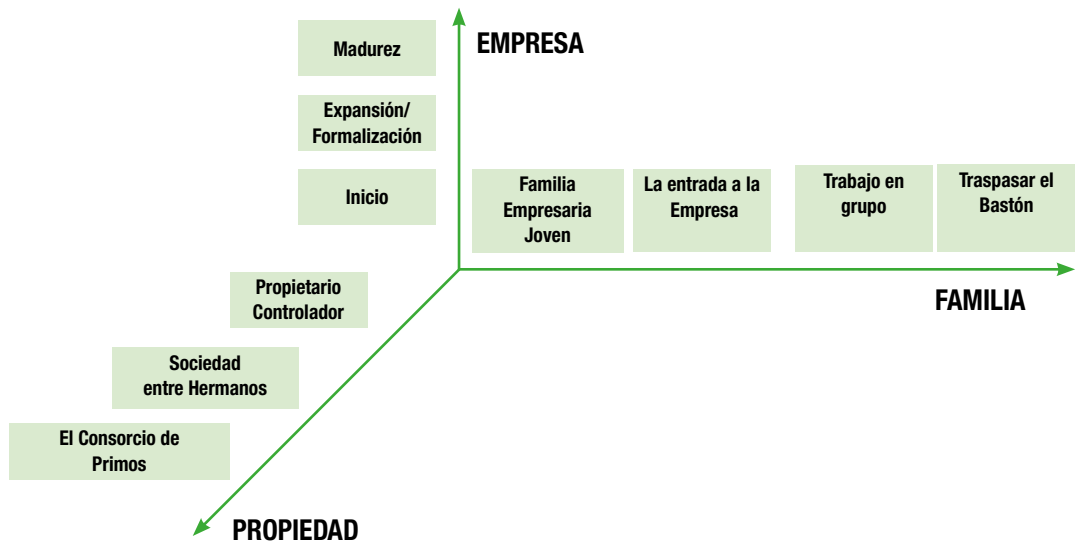 EMPRESA
Madurez
Expansión/
Formalización
Inicio
Familia
Empresaria
Joven
La entrada a la
Empresa
Trabajo en
grupo
Traspasar el
Bastón
FAMILIA
Propietario
Controlador
Sociedad
entre Hermanos
El Consorcio de
Primos
PROPIEDAD